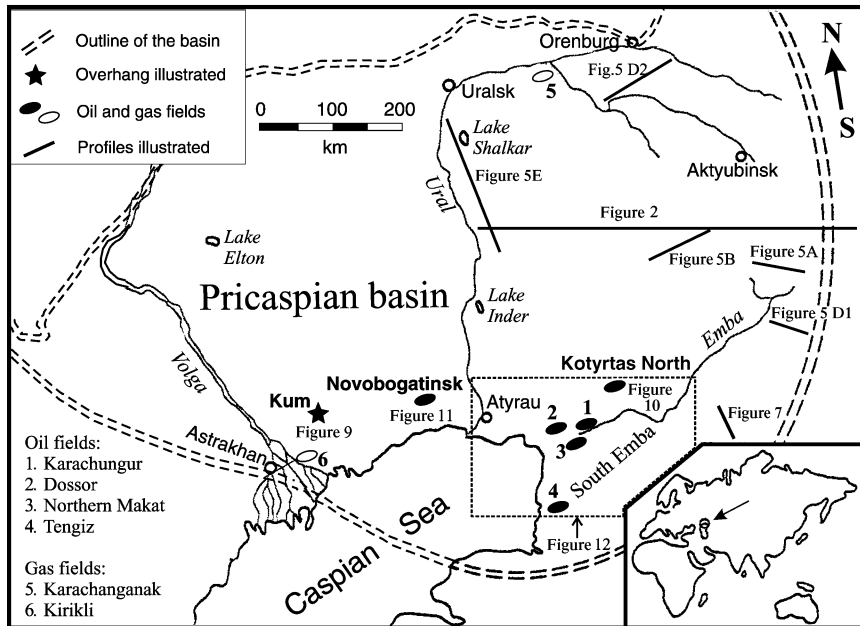 Outline of the basin
Overhang illustrated
Oil and gas fields
Profiles illustrated
0 100 200
km
N
S
Orenburg
Fig.5 D2
5
Uralsk
Lake
Shalkar
Aktyubinsk
Ural
Figure 5E
Figure 2
Lake
Elton
Figure 5B
Figure 5A
Pricaspian basin
Lake
Inder
Emba
Figure 5 D1
Volga
Kotyrtas North
Novobogatinsk
Figure
10
Kum
Figure 11
Atyrau
Figure 9
2
1
3
Figure 7
Astrakhan
6
South Emba
4
Figure 12
Caspian Sea
Oil fields:
1. Karachungur
2. Dossor
3. Northern Makat
4. Tengiz
Gas fields:
5. Karachanganak
6. Kirikli